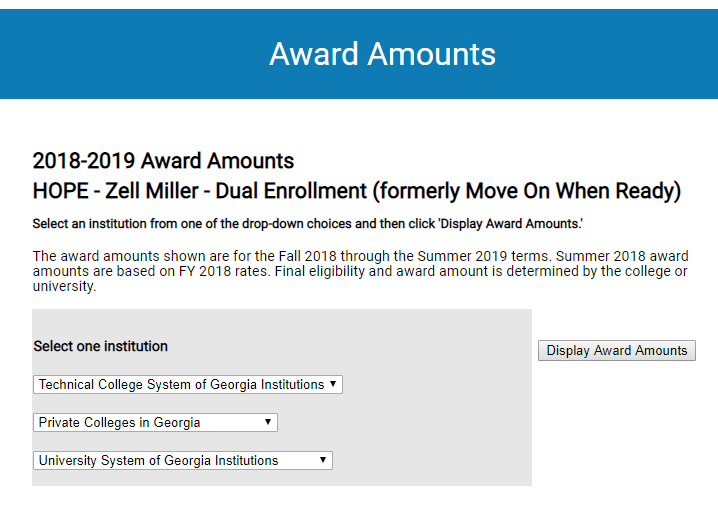 Award Amounts
2018-2019 Award Amounts
HOPE - Zell Miller - Dual Enrollment (formerly Move On When Ready)
Select an institution from one of the drop-down choices and then click 'Display Award Amounts.'
The award amounts shown are for the Fall 2018 through the Summer 2019 terms. Summer 2018 award
amounts are based on FY 2018 rates. Final eligibility and award amount is determined by the college or
university.
Select one institution
Display Award Amounts
Technical College System of Georgia Institutions
Private Colleges in Georgia
University System of Georgia Institutions